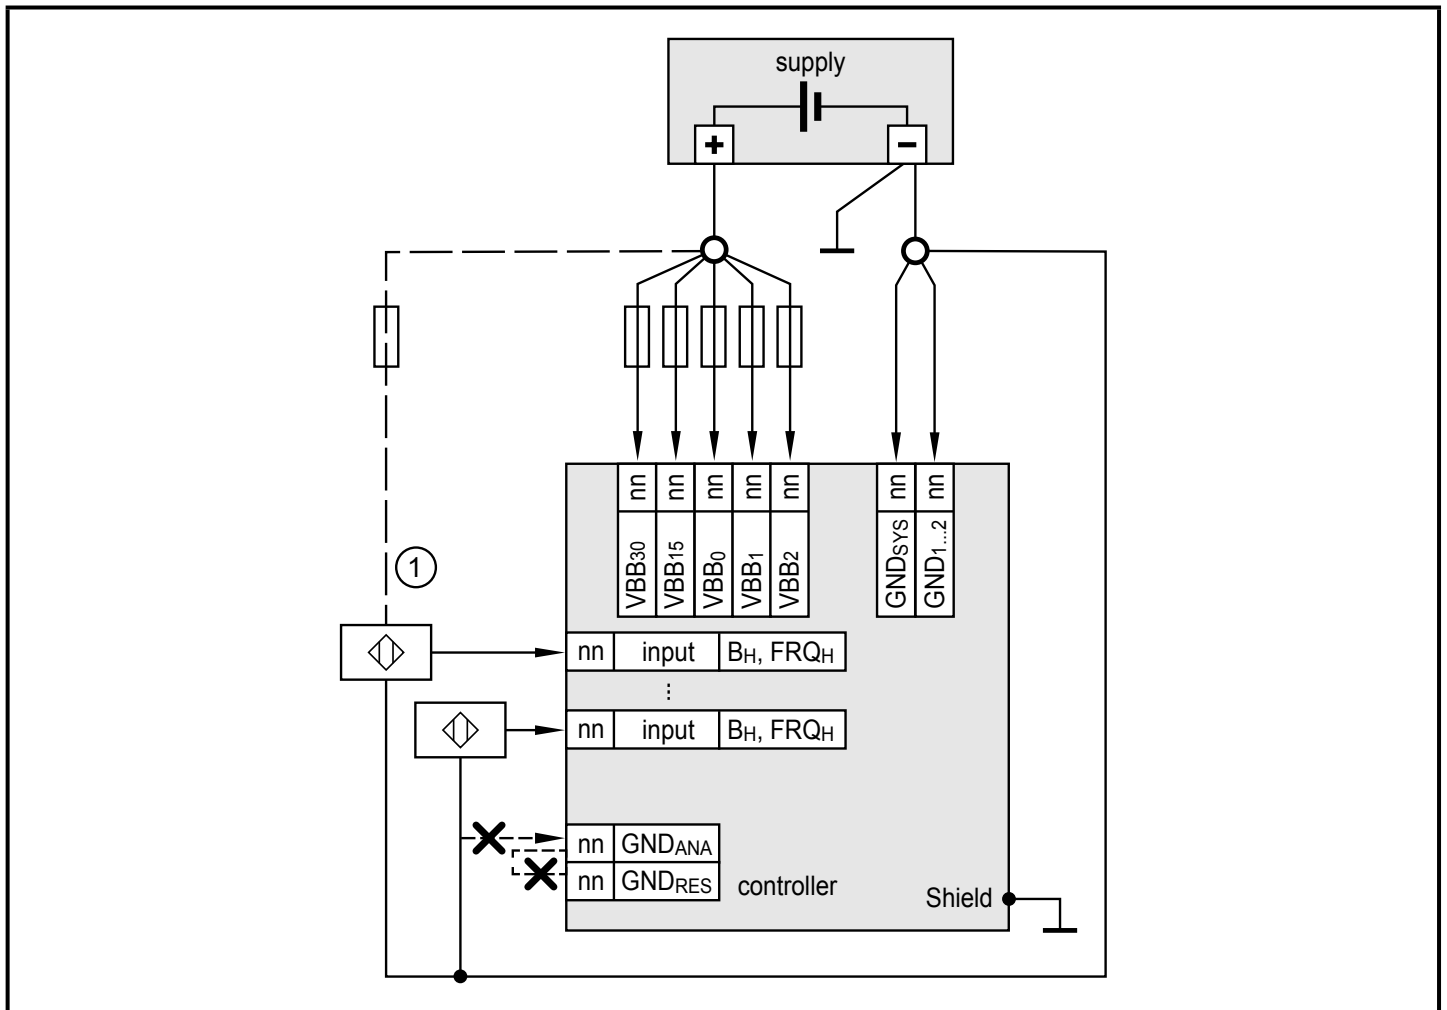 supply
+ −
1
nn nn nn nn nn nn nn
VBB30 VBB15 VBB0 VBB1 VBB2 GNDSYS GND1...2
nn input BH, FRQH
...
nn input BH, FRQH
nn GNDANA
nn GNDRES
controller
Shield